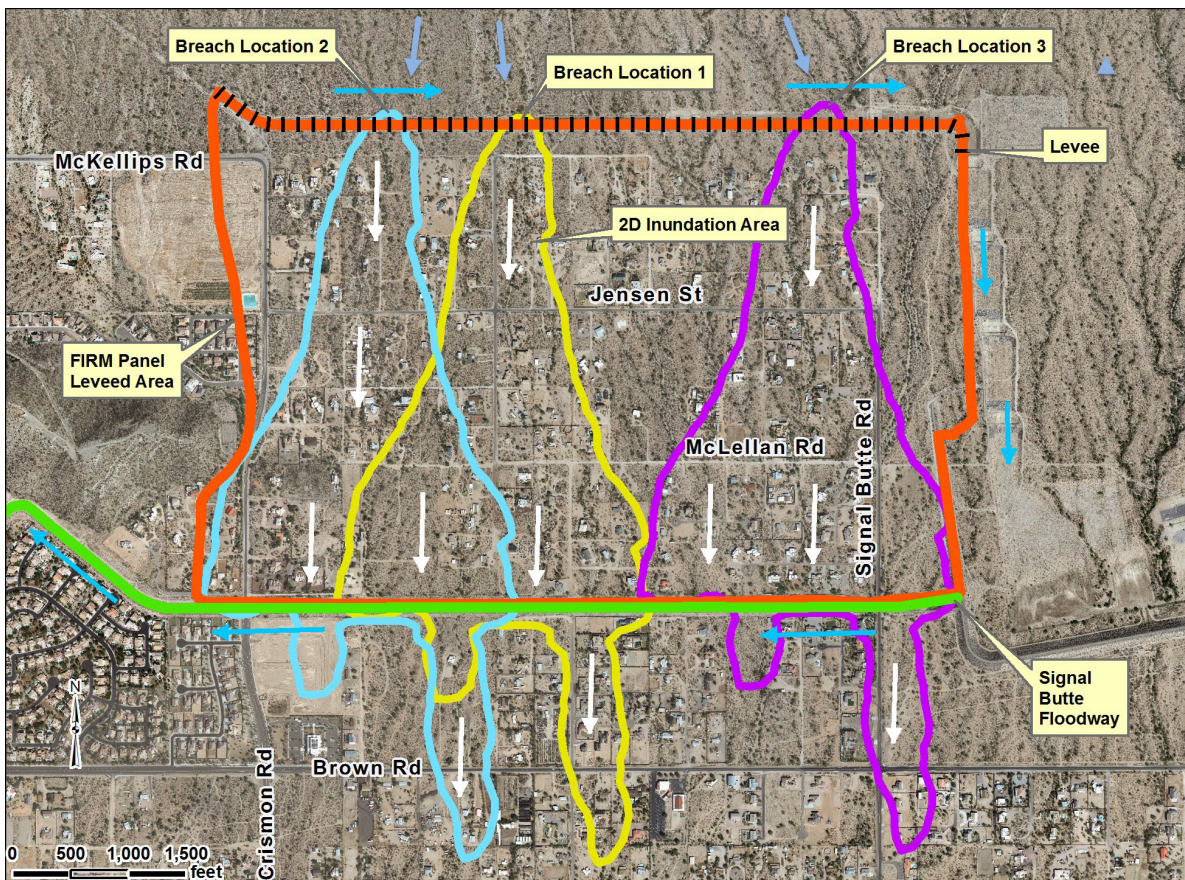 Breach Location 2
Breach Location 3
Breach Location 1
McKellips Rd
Levee
2D Inundation Area
Jensen St
FIRM Panel
Leveed Area
McLellan Rd
Signal Butte Rd
Signal
Butte
Floodway
N
Brown Rd
Crismon Rd
0 500 1,000 1,500
feet